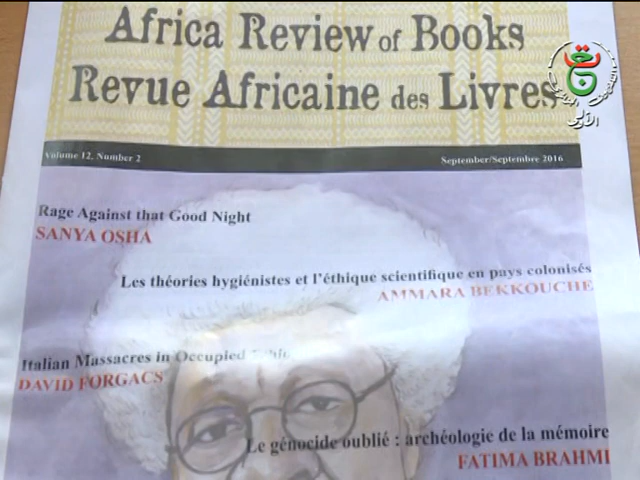 Africa Review of Books
Revue Africaine des Livres
Volume 12, Number 2
September/Septembre 2016
Rage Against that Good Night
SANYA OSHA
Les théories hygiénistes et l'éthique scientifique en pays colonisés
AMMARA BEKKOUCHE
Italian Massacres in Occupied
DAVID FORGACS
Le génocide oublié : archéologie de la mémoire
FATIMA BRAHMI
الأولى